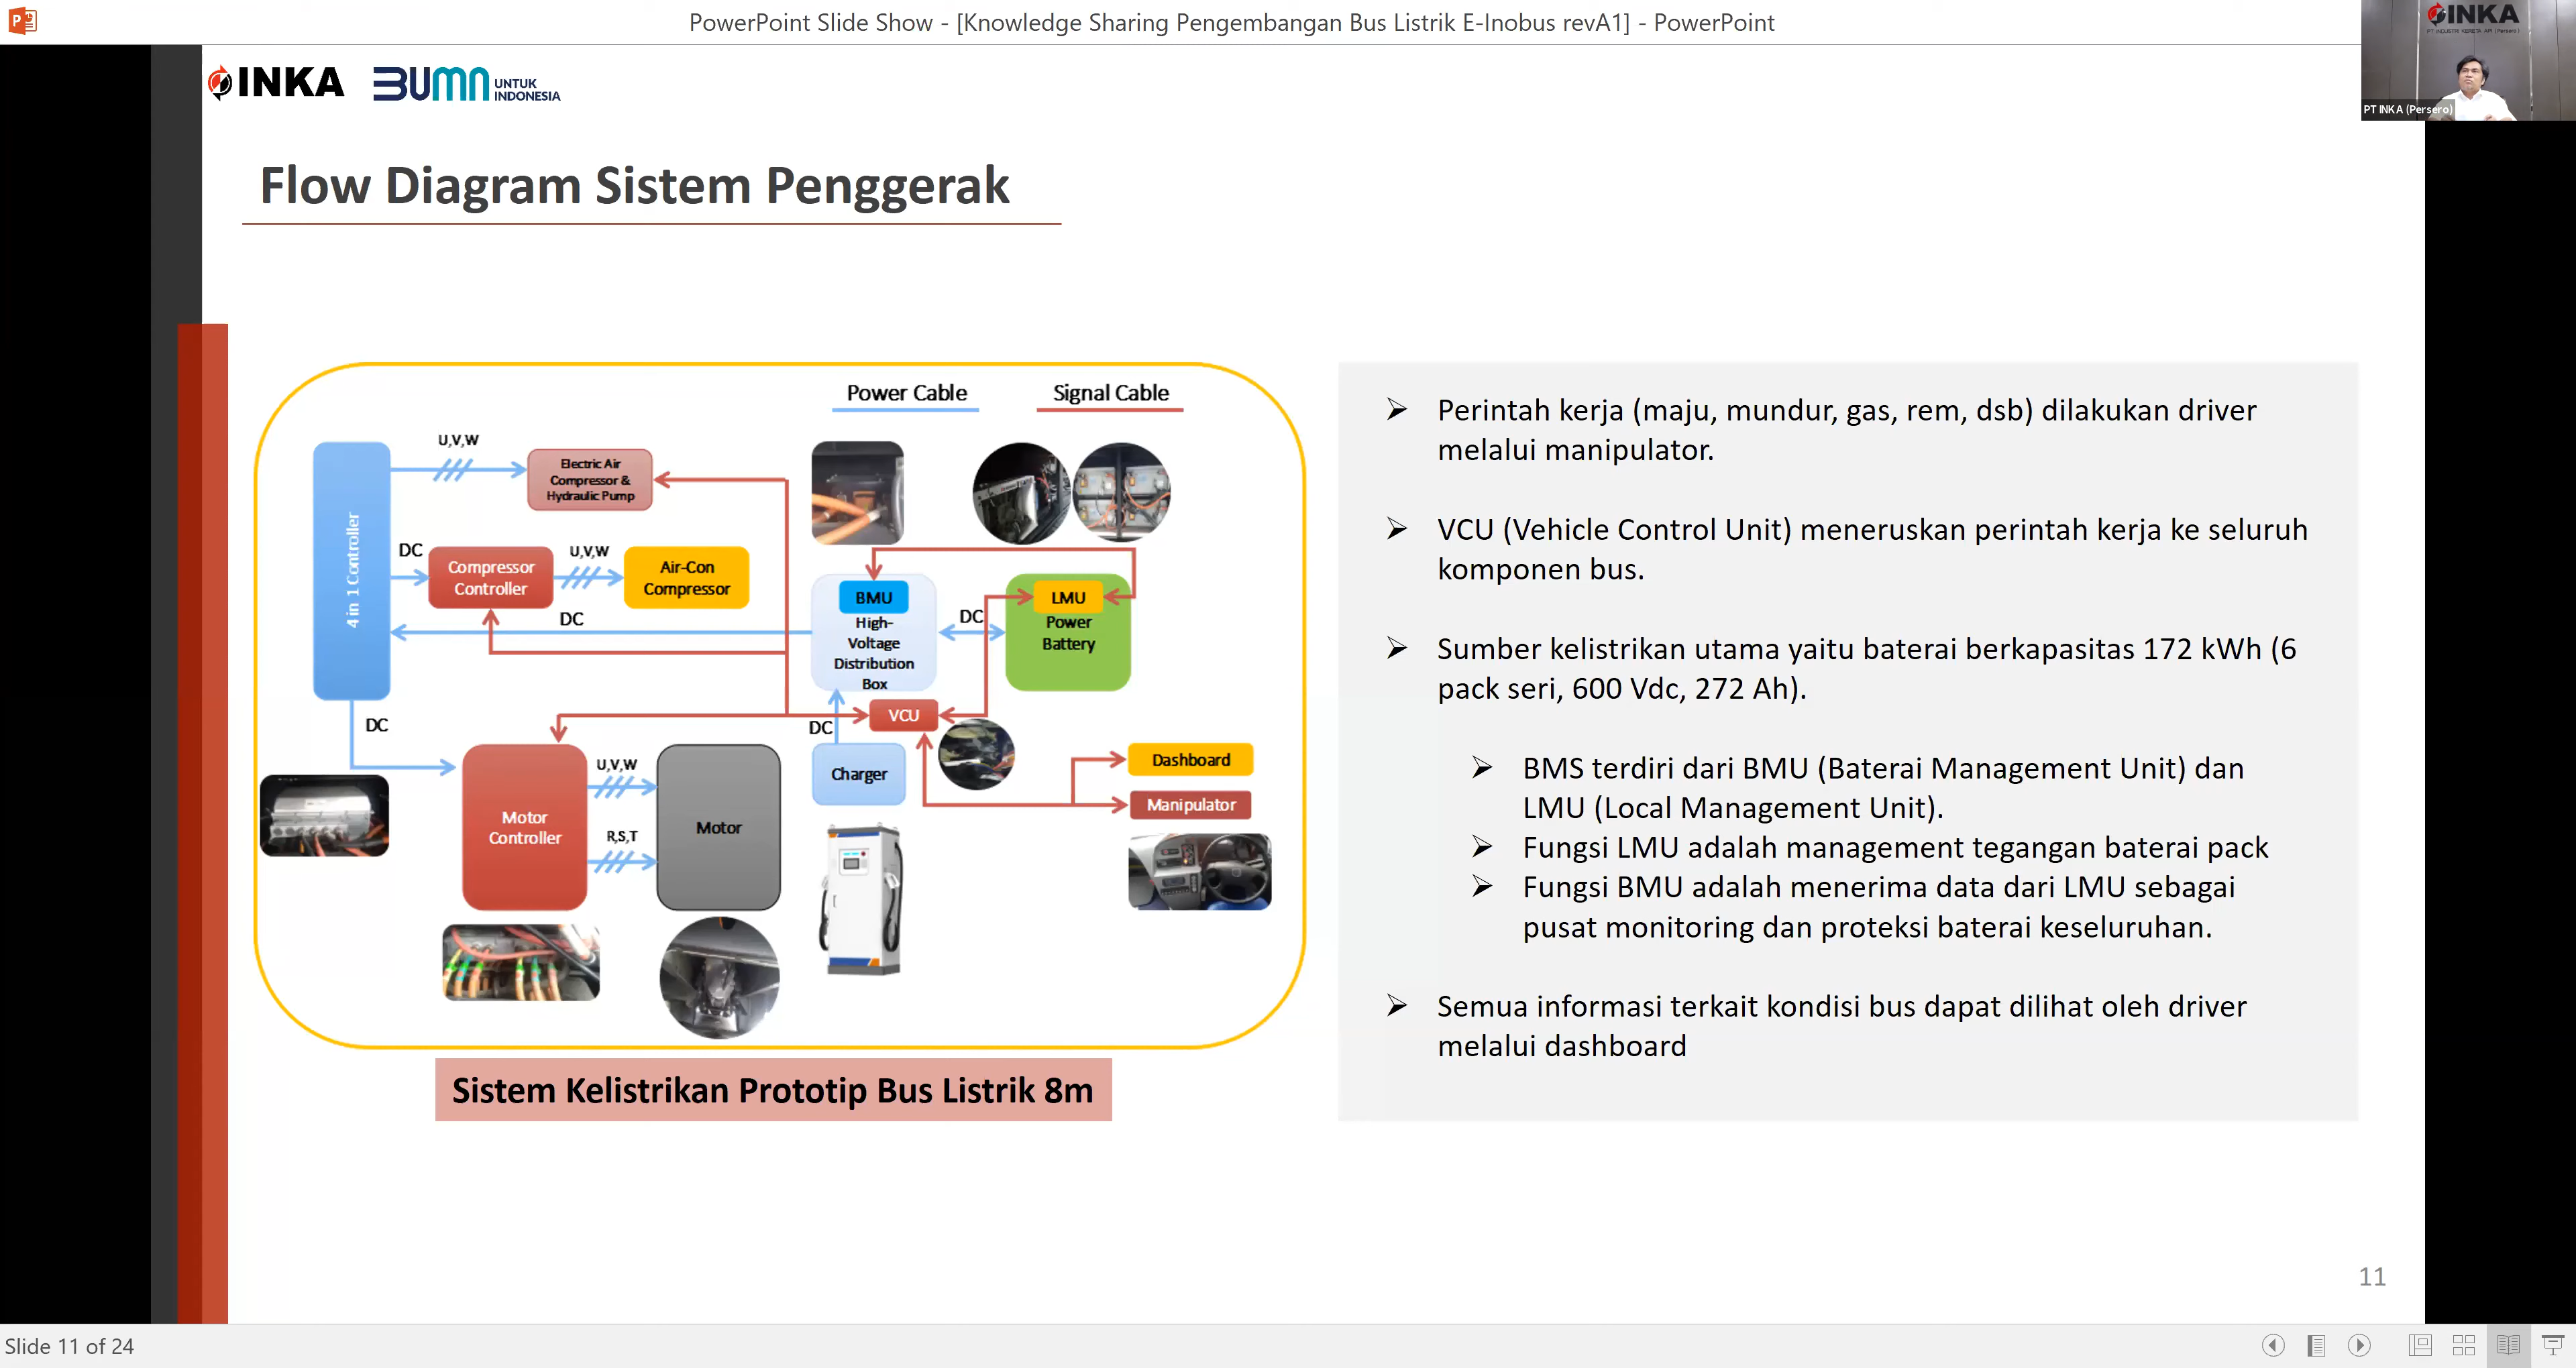 PowerPoint Slide Show - [Knowledge Sharing Pengembangan Bus Listrik E-Inobus revA1] - PowerPoint
INKA
PT INKA (Persero)
INKA
BUMN
UNTUK
INDONESIA
Flow Diagram Sistem Penggerak
Power Cable
Signal Cable
U,V,W
Electric Air
Compressor &
Hydraulic Pump
4 in 1 Controller
DC
Compressor
Controller
U,V,W
Air-Con
Compressor
DC
BMU
High-
Voltage
Distribution
Box
DC
LMU
Power
Battery
DC
VCU
DC
Charger
Dashboard
Manipulator
Motor
Controller
U,V,W
R,S,T
Motor
Sistem Kelistrikan Prototip Bus Listrik 8m
➢ Perintah kerja (maju, mundur, gas, rem, dsb) dilakukan driver
melalui manipulator.
➢ VCU (Vehicle Control Unit) meneruskan perintah kerja ke seluruh
komponen bus.
➢ Sumber kelistrikan utama yaitu baterai berkapasitas 172 kWh (6
pack seri, 600 Vdc, 272 Ah).
➢ BMS terdiri dari BMU (Baterai Management Unit) dan
LMU (Local Management Unit).
➢ Fungsi LMU adalah management tegangan baterai pack
➢ Fungsi BMU adalah menerima data dari LMU sebagai
pusat monitoring dan proteksi baterai keseluruhan.
➢ Semua informasi terkait kondisi bus dapat dilihat oleh driver
melalui dashboard
11
Slide 11 of 24